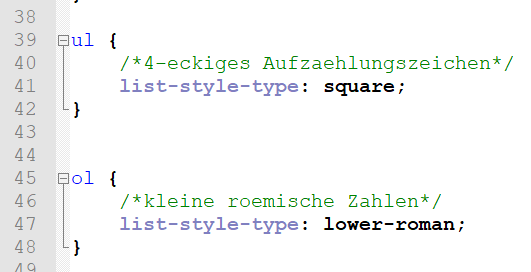 38
39 ul {
40 /*4-eckiges Aufzaehlungszeichen*/
41 list-style-type: square;
42 }
43
44
45 ol {
46 /*kleine roemische Zahlen*/
47 list-style-type: lower-roman;
48 }
49